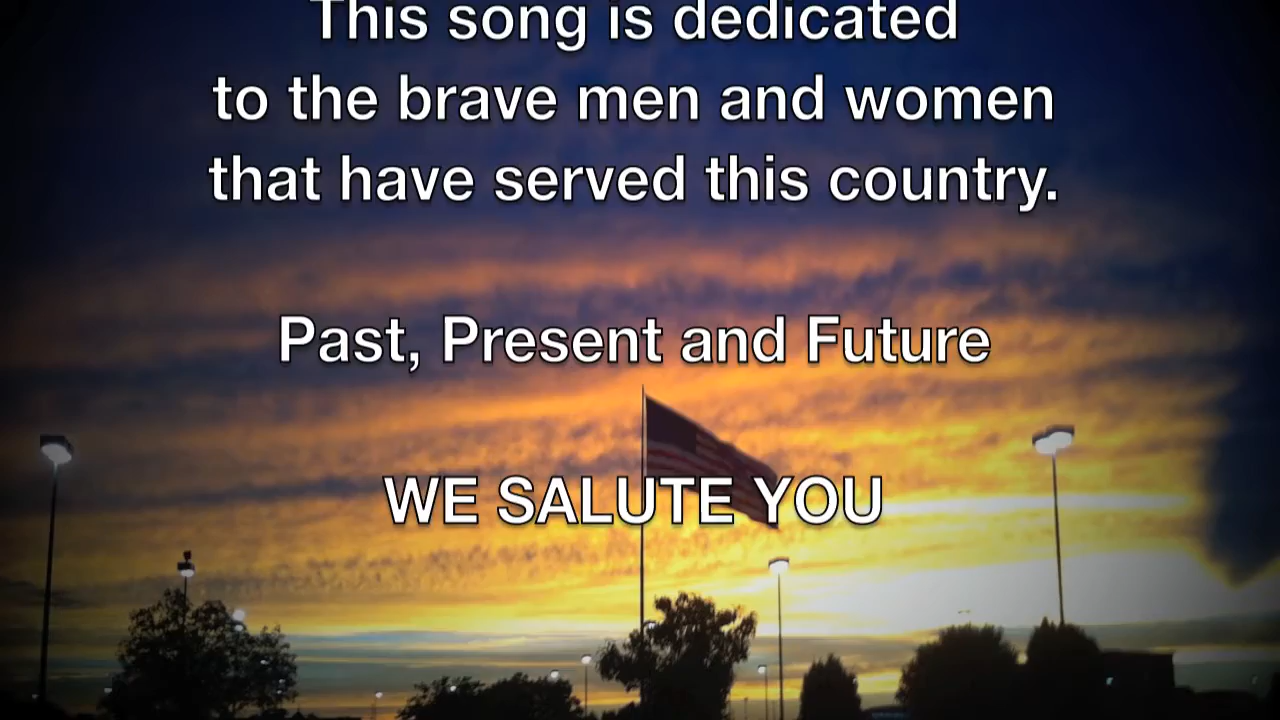 This song is dedicated
to the brave men and women
that have served this country.
Past, Present and Future
WE SALUTE YOU